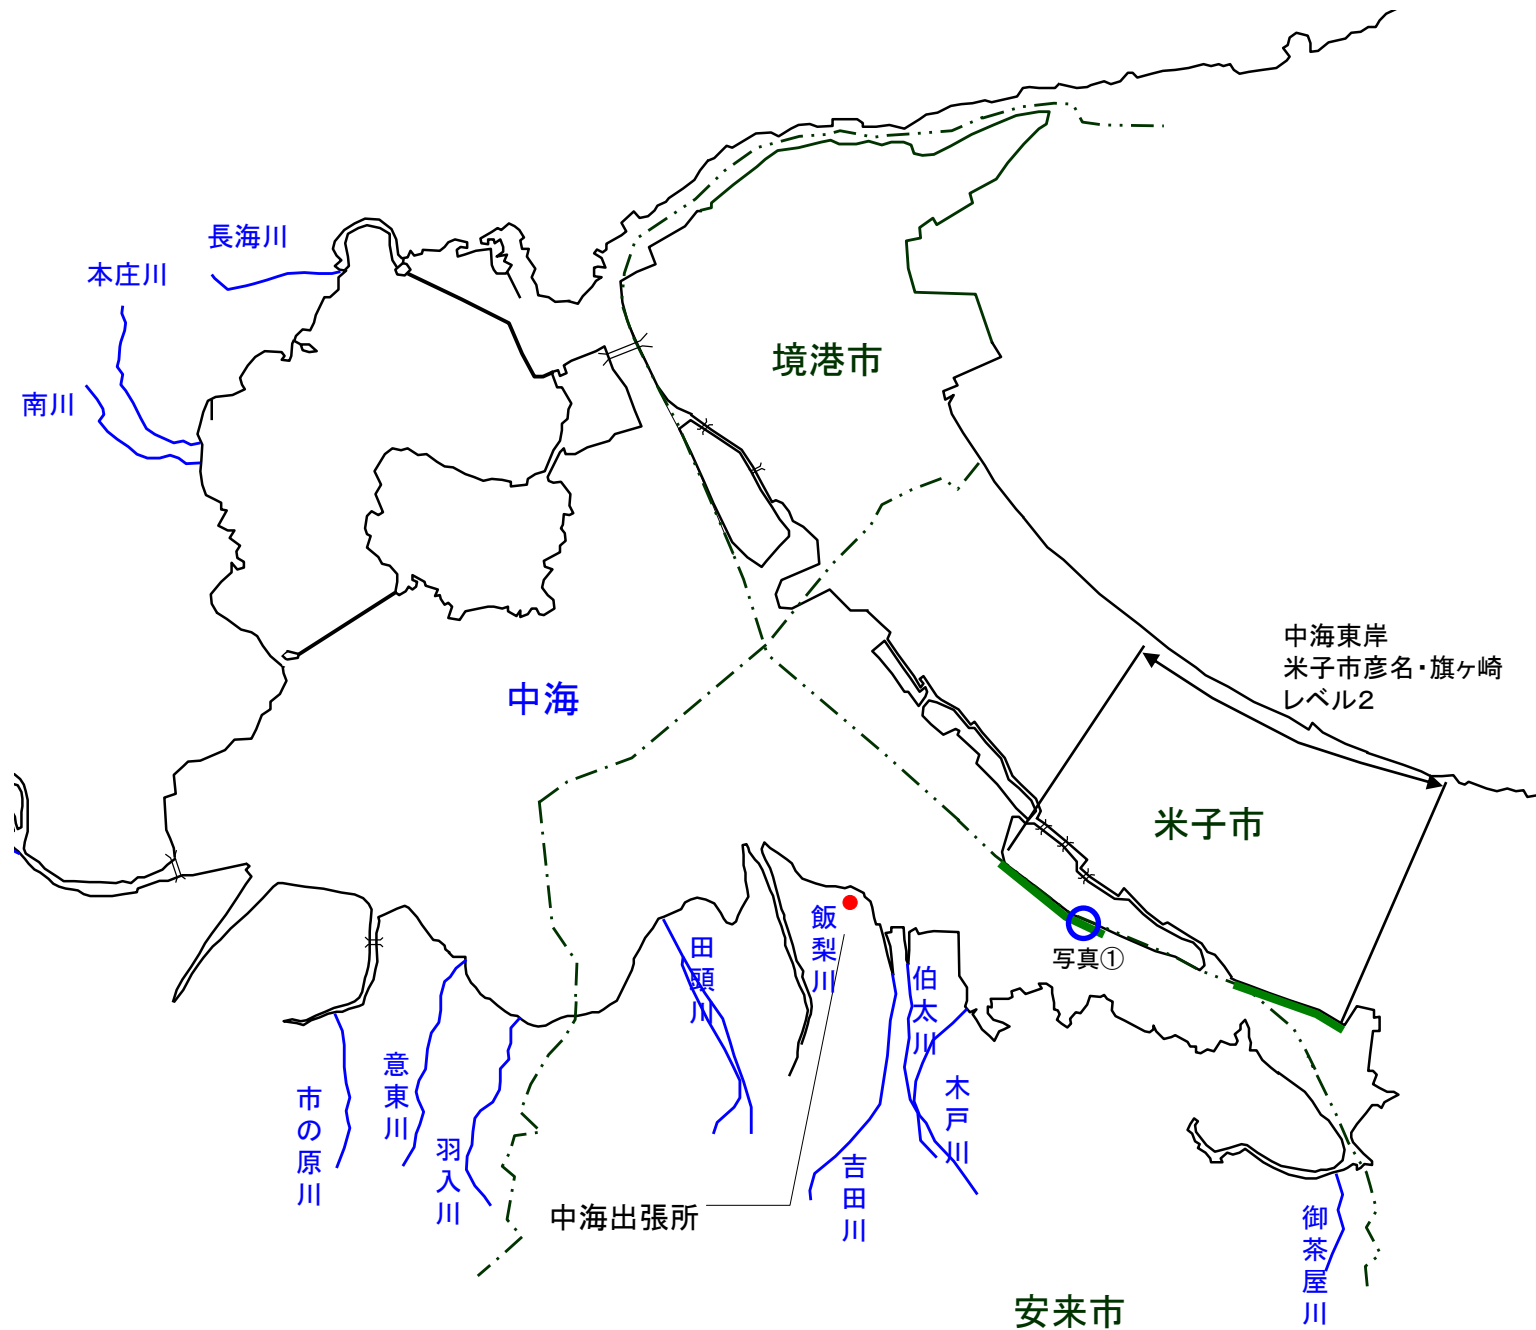 長海川
本庄川
南川
境港市
中海東岸
米子市彦名・旗ヶ崎
レベル2
中海
米子市
飯梨川
田頭川
伯太川
写真①
市の原川
意東川
羽入川
木戸川
吉田川
中海出張所
御茶屋川
安来市